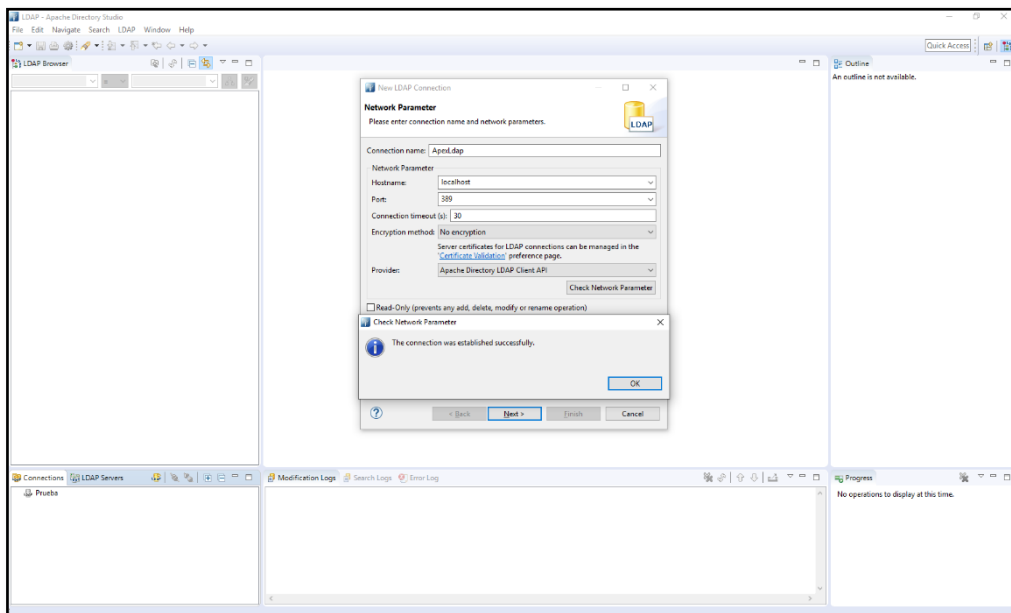 LDAP - Apache Directory Studio
File Edit Navigate Search LDAP Window Help
Quick Access
LDAP Browser
Outline
An outline is not available.
New LDAP Connection
Network Parameter
Please enter connection name and network parameters.
LDAP
Connection name: ApexLdap
Network Parameter
Hostname: localhost
Port: 389
Connection timeout (s): 30
Encryption method: No encryption
Server certificates for LDAP connections can be managed in the
'Certificate Validation' preference page.
Provider: Apache Directory LDAP Client API
Check Network Parameter
Read-Only (prevents any add, delete, modify or rename operation)
Check Network Parameter
The connection was established successfully.
OK
< Back Next > Finish Cancel
Connections LDAP Servers
Prueba
Modification Logs Search Logs Error Log
Progress
No operations to display at this time.